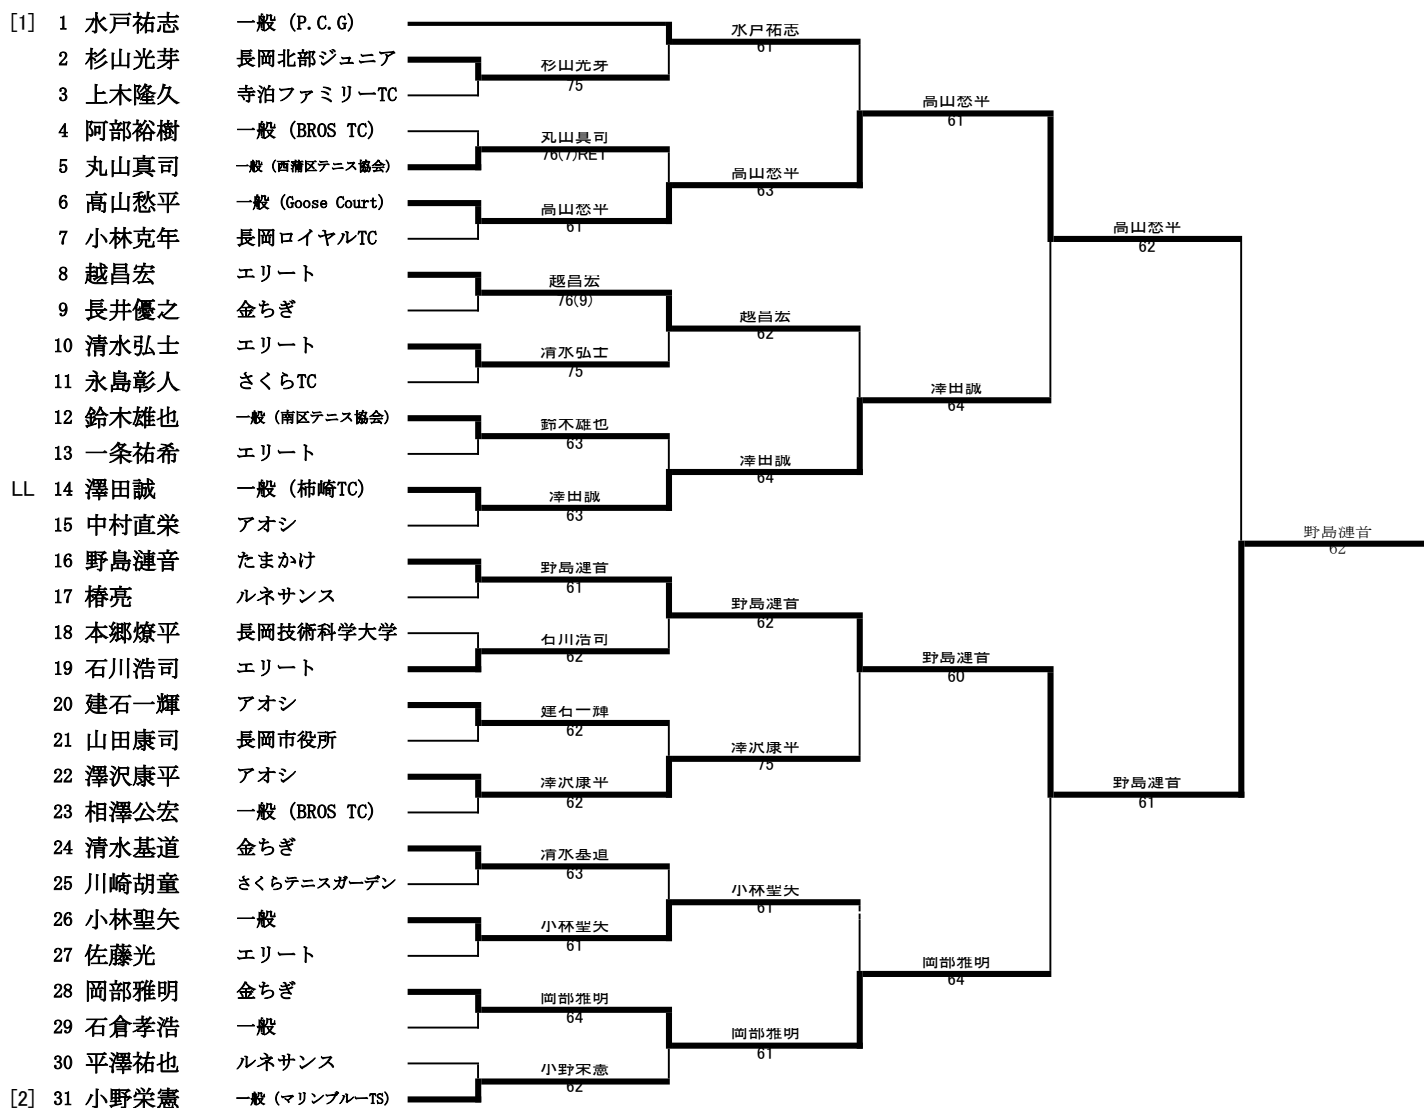 [1] 1 水戸祐志 一般 (P.C.G)
2 杉山光芽 長岡北部ジュニア
3 上木隆久 寺泊ファミリーTC
4 阿部裕樹 一般 (BROS TC)
5 丸山真司 一般 (西蒲区テニス協会)
6 高山愁平 一般 (Goose Court)
7 小林克年 長岡ロイヤルTC
8 越昌宏 エリート
9 長井優之 金ちぎ
10 清水弘士 エリート
11 永島彰人 さくらTC
12 鈴木雄也 一般 (南区テニス協会)
13 一条祐希 エリート
LL 14 澤田誠 一般 (柿崎TC)
15 中村直栄 アオシ
16 野島漣音 たまかけ
17 椿亮 ルネサンス
18 本郷燎平 長岡技術科学大学
19 石川浩司 エリート
20 建石一輝 アオシ
21 山田康司 長岡市役所
22 澤沢康平 アオシ
23 相澤公宏 一般 (BROS TC)
24 清水基道 金ちぎ
25 川崎胡童 さくらテニスガーデン
26 小林聖矢 一般
27 佐藤光 エリート
28 岡部雅明 金ちぎ
29 石倉孝浩 一般
30 平澤祐也 ルネサンス
[2] 31 小野栄憲 一般 (マリンブルーTS)
杉山光芽
75
丸山真司
76(7)RET
高山愁平
61
越昌宏
76(9)
清水弘士
75
鈴木雄也
63
澤田誠
63
野島漣音
61
石川浩司
62
建石一輝
62
澤沢康平
62
清水基道
63
小林聖矢
61
岡部雅明
64
小野栄憲
62
水戸祐志
61
高山愁平
63
越昌宏
62
澤田誠
64
野島漣音
62
澤沢康平
75
小林聖矢
61
岡部雅明
61
高山愁平
61
澤田誠
64
野島漣音
60
岡部雅明
64
高山愁平
62
野島漣音
61
野島漣音
62